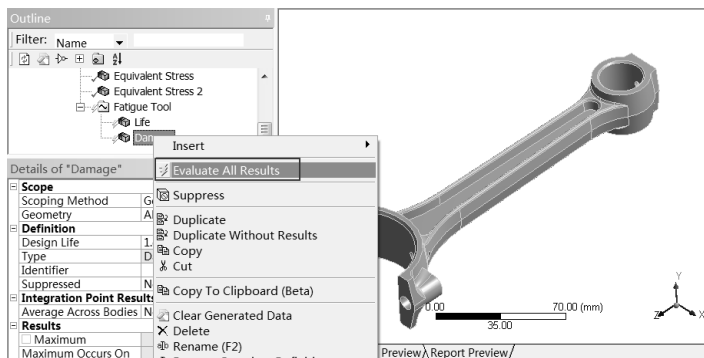 Outline
Filter: Name
Equivalent Stress
Equivalent Stress 2
Fatigue Tool
Life
Insert
Evaluate All Results
Suppress
Duplicate
Duplicate Without Results
Copy
Cut
Copy To Clipboard (Beta)
Clear Generated Data
Delete
Rename (F2)
Details of "Damage"
Scope
Scoping Method
Geometry
Definition
Design Life 1.
Type
Identifier
Suppressed
Integration Point Results
Average Across Bodies
Results
Maximum
Maximum Occurs On
0.00 70.00 (mm)
35.00
Y
Z X
Preview Report Preview